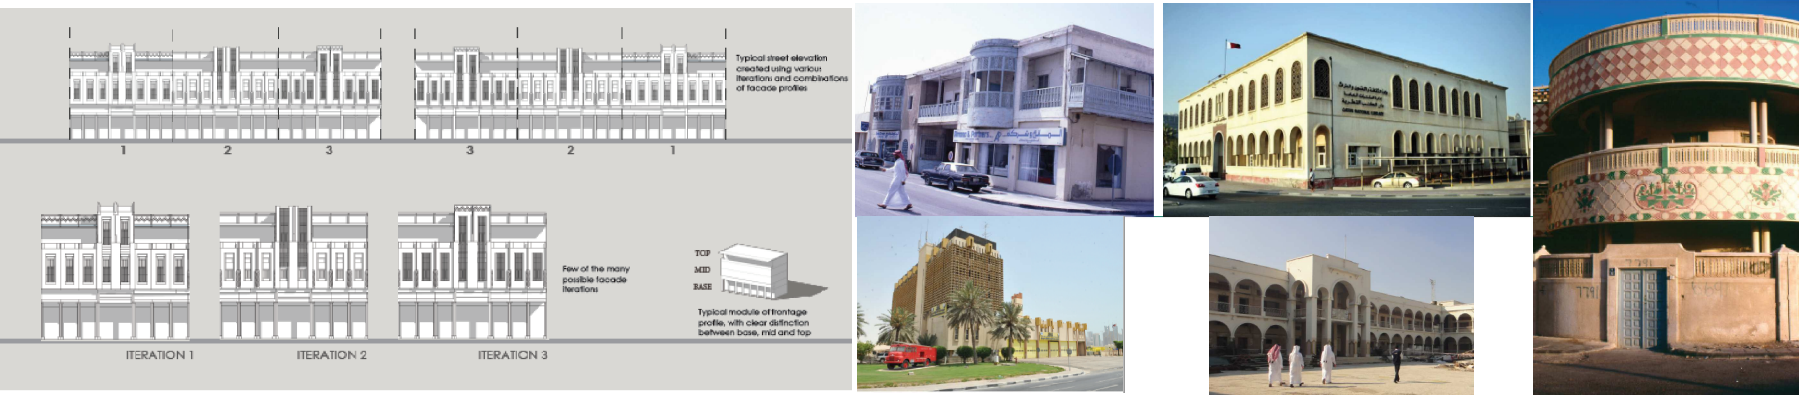 Typical street elevation
created using various
iterations and combinations
of facade profiles
1
2
3
3
2
1
Few of the many
possible facade
iterations
TOP
MID
BASE
Typical module of frontage
profile, with clear distinction
between base, mid and top
ITERATION 1
ITERATION 2
ITERATION 3
& Partners